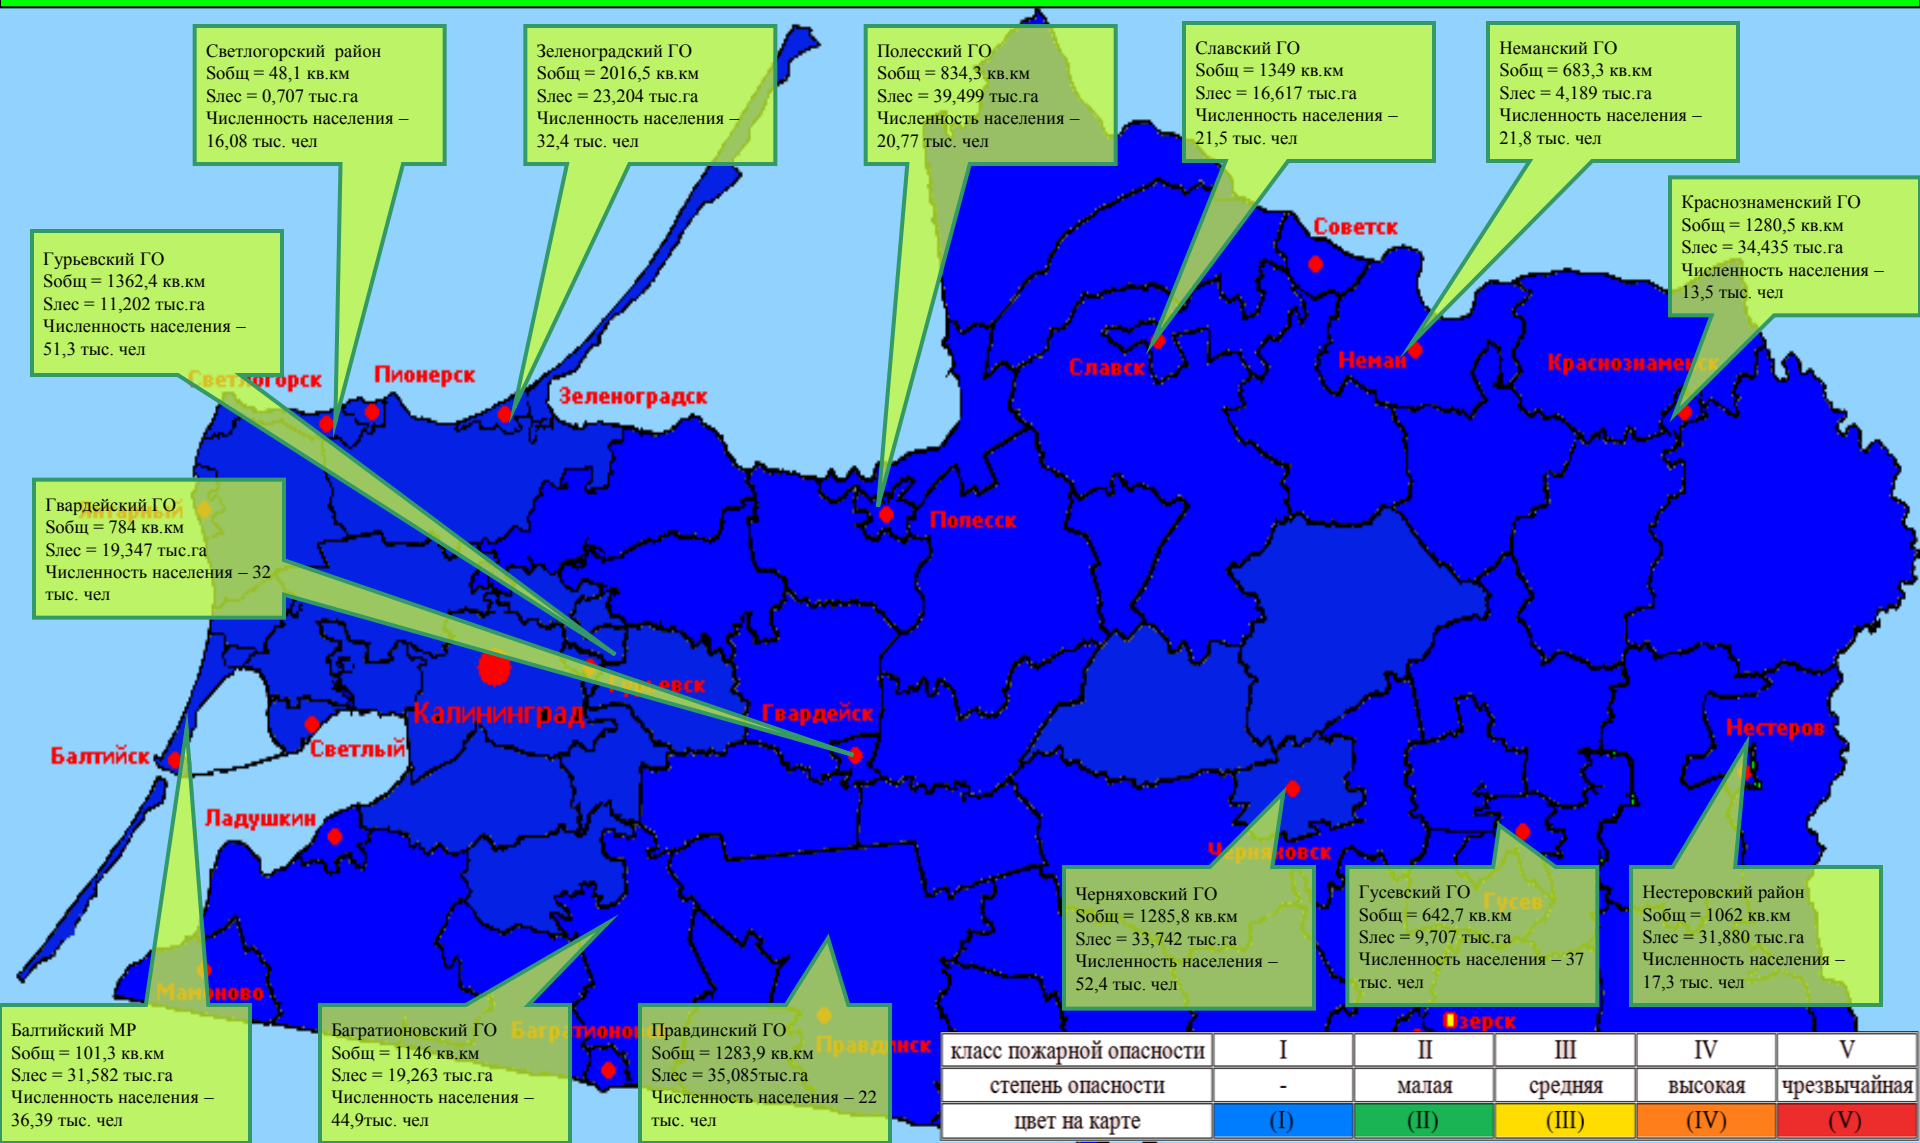 Светлогорский район
Sобщ = 48,1 кв.км
Sлес = 0,707 тыс.га
Численность населения –
16,08 тыс. чел
Зеленоградский ГО
Sобщ = 2016,5 кв.км
Sлес = 23,204 тыс.га
Численность населения –
32,4 тыс. чел
Полесский ГО
Sобщ = 834,3 кв.км
Sлес = 39,499 тыс.га
Численность населения –
20,77 тыс. чел
Славский ГО
Sобщ = 1349 кв.км
Sлес = 16,617 тыс.га
Численность населения –
21,5 тыс. чел
Неманский ГО
Sобщ = 683,3 кв.км
Sлес = 4,189 тыс.га
Численность населения –
21,8 тыс. чел
Краснознаменский ГО
Sобщ = 1280,5 кв.км
Sлес = 34,435 тыс.га
Численность населения –
13,5 тыс. чел
Гурьевский ГО
Sобщ = 1362,4 кв.км
Sлес = 11,202 тыс.га
Численность населения –
51,3 тыс. чел
Советск
Светлогорск
Пионерск
Зеленоградск
Славск
Неман
Краснознаменск
Гвардейский ГО
Sобщ = 784 кв.км
Sлес = 19,347 тыс.га
Численность населения – 32
тыс. чел
Янтарный
Полесск
Гурьевск
Калининград
Гвардейск
Нестеров
Балтийск
Светлый
Ладушкин
Черняховск
Гусев
Черняховский ГО
Sобщ = 1285,8 кв.км
Sлес = 33,742 тыс.га
Численность населения –
52,4 тыс. чел
Гусевский ГО
Sобщ = 642,7 кв.км
Sлес = 9,707 тыс.га
Численность населения – 37
тыс. чел
Нестеровский район
Sобщ = 1062 кв.км
Sлес = 31,880 тыс.га
Численность населения –
17,3 тыс. чел
Мамоново
Багратионовск
Правдинск
Озерск
Балтийский МР
Sобщ = 101,3 кв.км
Sлес = 31,582 тыс.га
Численность населения –
36,39 тыс. чел
Багратионовский ГО
Sобщ = 1146 кв.км
Sлес = 19,263 тыс.га
Численность населения –
44,9тыс. чел
Правдинский ГО
Sобщ = 1283,9 кв.км
Sлес = 35,085тыс.га
Численность населения – 22
тыс. чел
класс пожарной опасности I II III IV V
степень опасности - малая средняя высокая чрезвычайная
цвет на карте (I) (II) (III) (IV) (V)